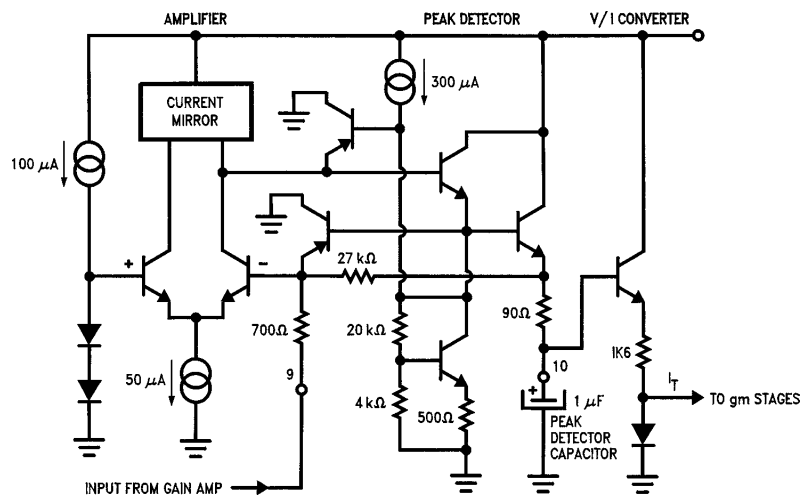 AMPLIFIER
PEAK DETECTOR
V/I CONVERTER
CURRENT
MIRROR
300 μA
100 μA
+
-
27 kΩ
700Ω
20 kΩ
90Ω
1K6
50 μA
9
10
4 kΩ
500Ω
+
1 μF
PEAK
DETECTOR
CAPACITOR
IT
TO gm STAGES
INPUT FROM GAIN AMP